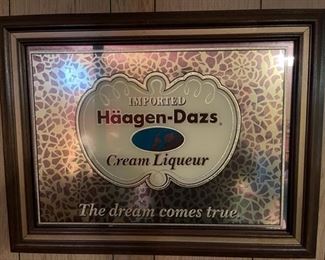 IMPORTED
Häagen-Dazs
Cream Liqueur
The dream comes true.